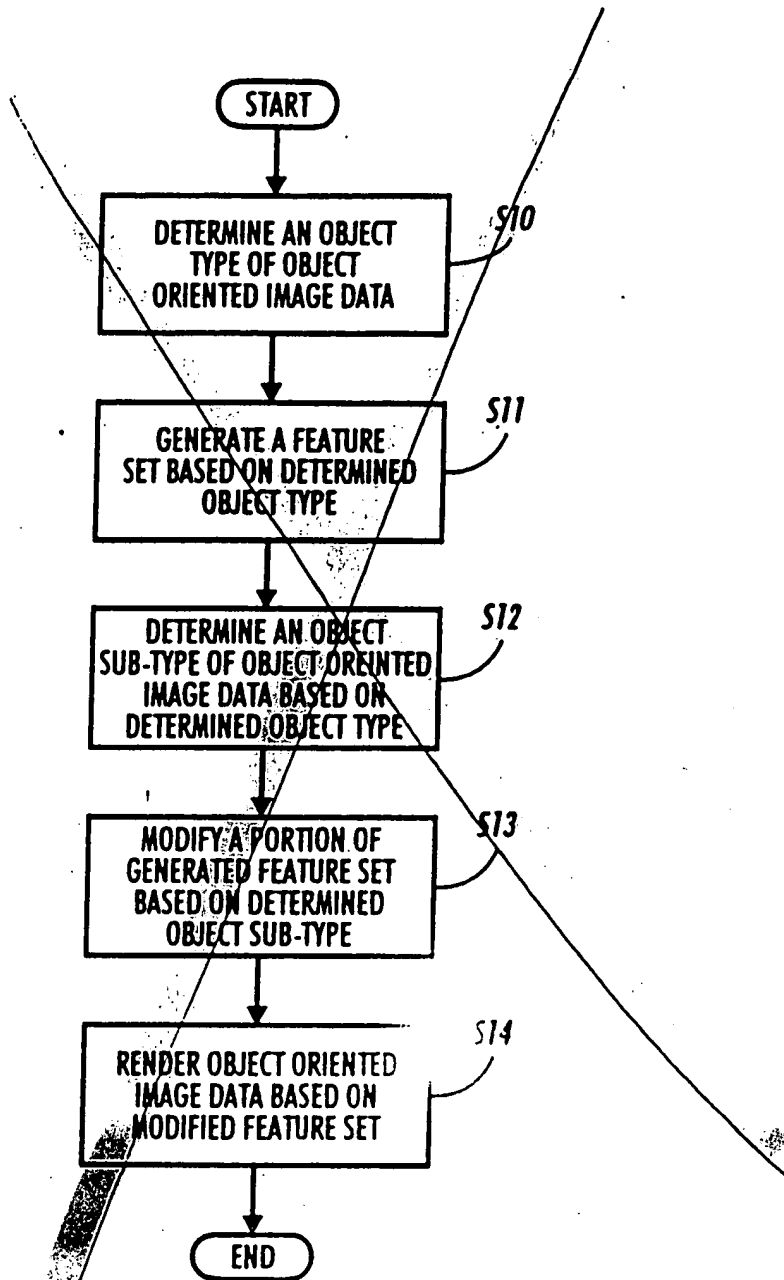 START
DETERMINE AN OBJECT
TYPE OF OBJECT
ORIENTED IMAGE DATA
S10
GENERATE A FEATURE
SET BASED ON DETERMINED
OBJECT TYPE
S11
DETERMINE AN OBJECT
SUB-TYPE OF OBJECT OREINTED
IMAGE DATA BASED ON
DETERMINED OBJECT TYPE
S12
MODIFY A PORTION OF
GENERATED FEATURE SET
BASED ON DETERMINED
OBJECT SUB-TYPE
S13
RENDER OBJECT ORIENTED
IMAGE DATA BASED ON
MODIFIED FEATURE SET
S14
END